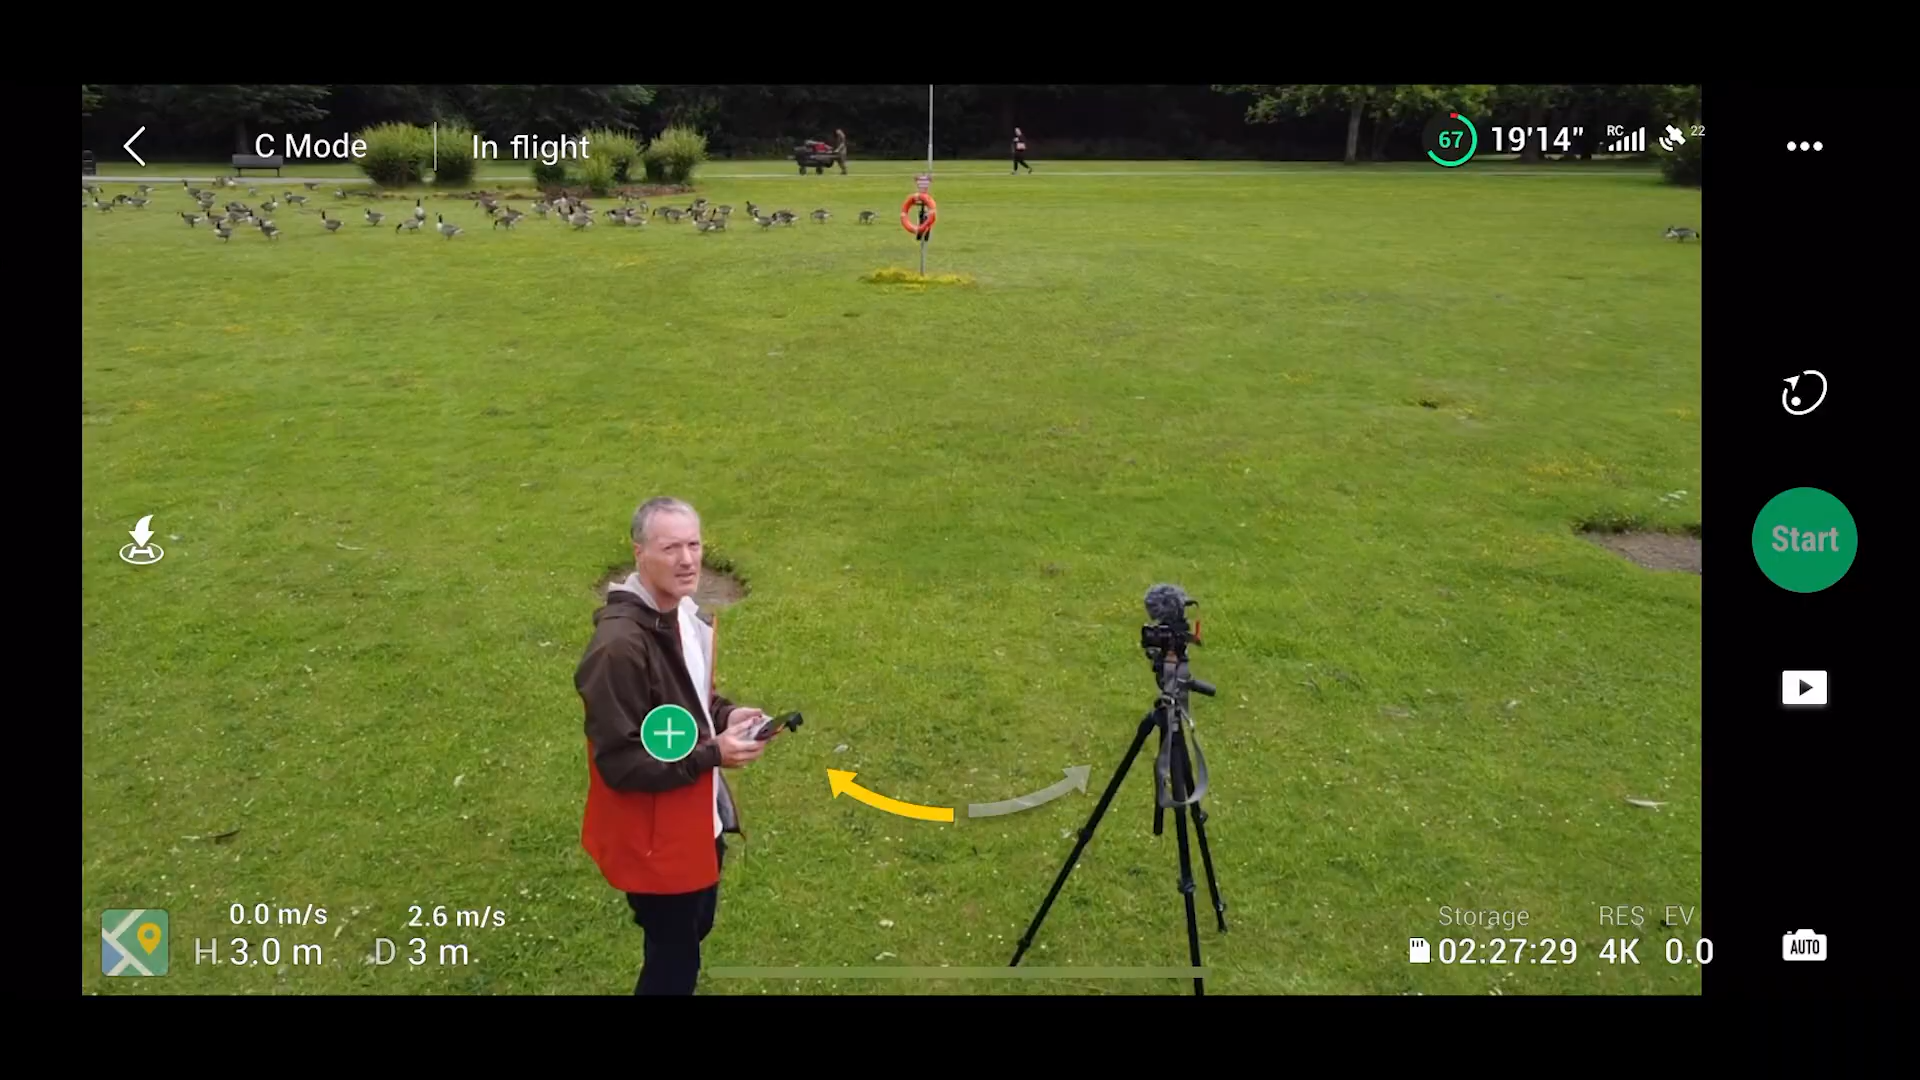 C Mode
In flight
67
19'14"
RC
22
Start
0.0 m/s
2.6 m/s
H 3.0 m
D 3 m
Storage
RES
EV
02:27:29
4K
0.0
AUTO